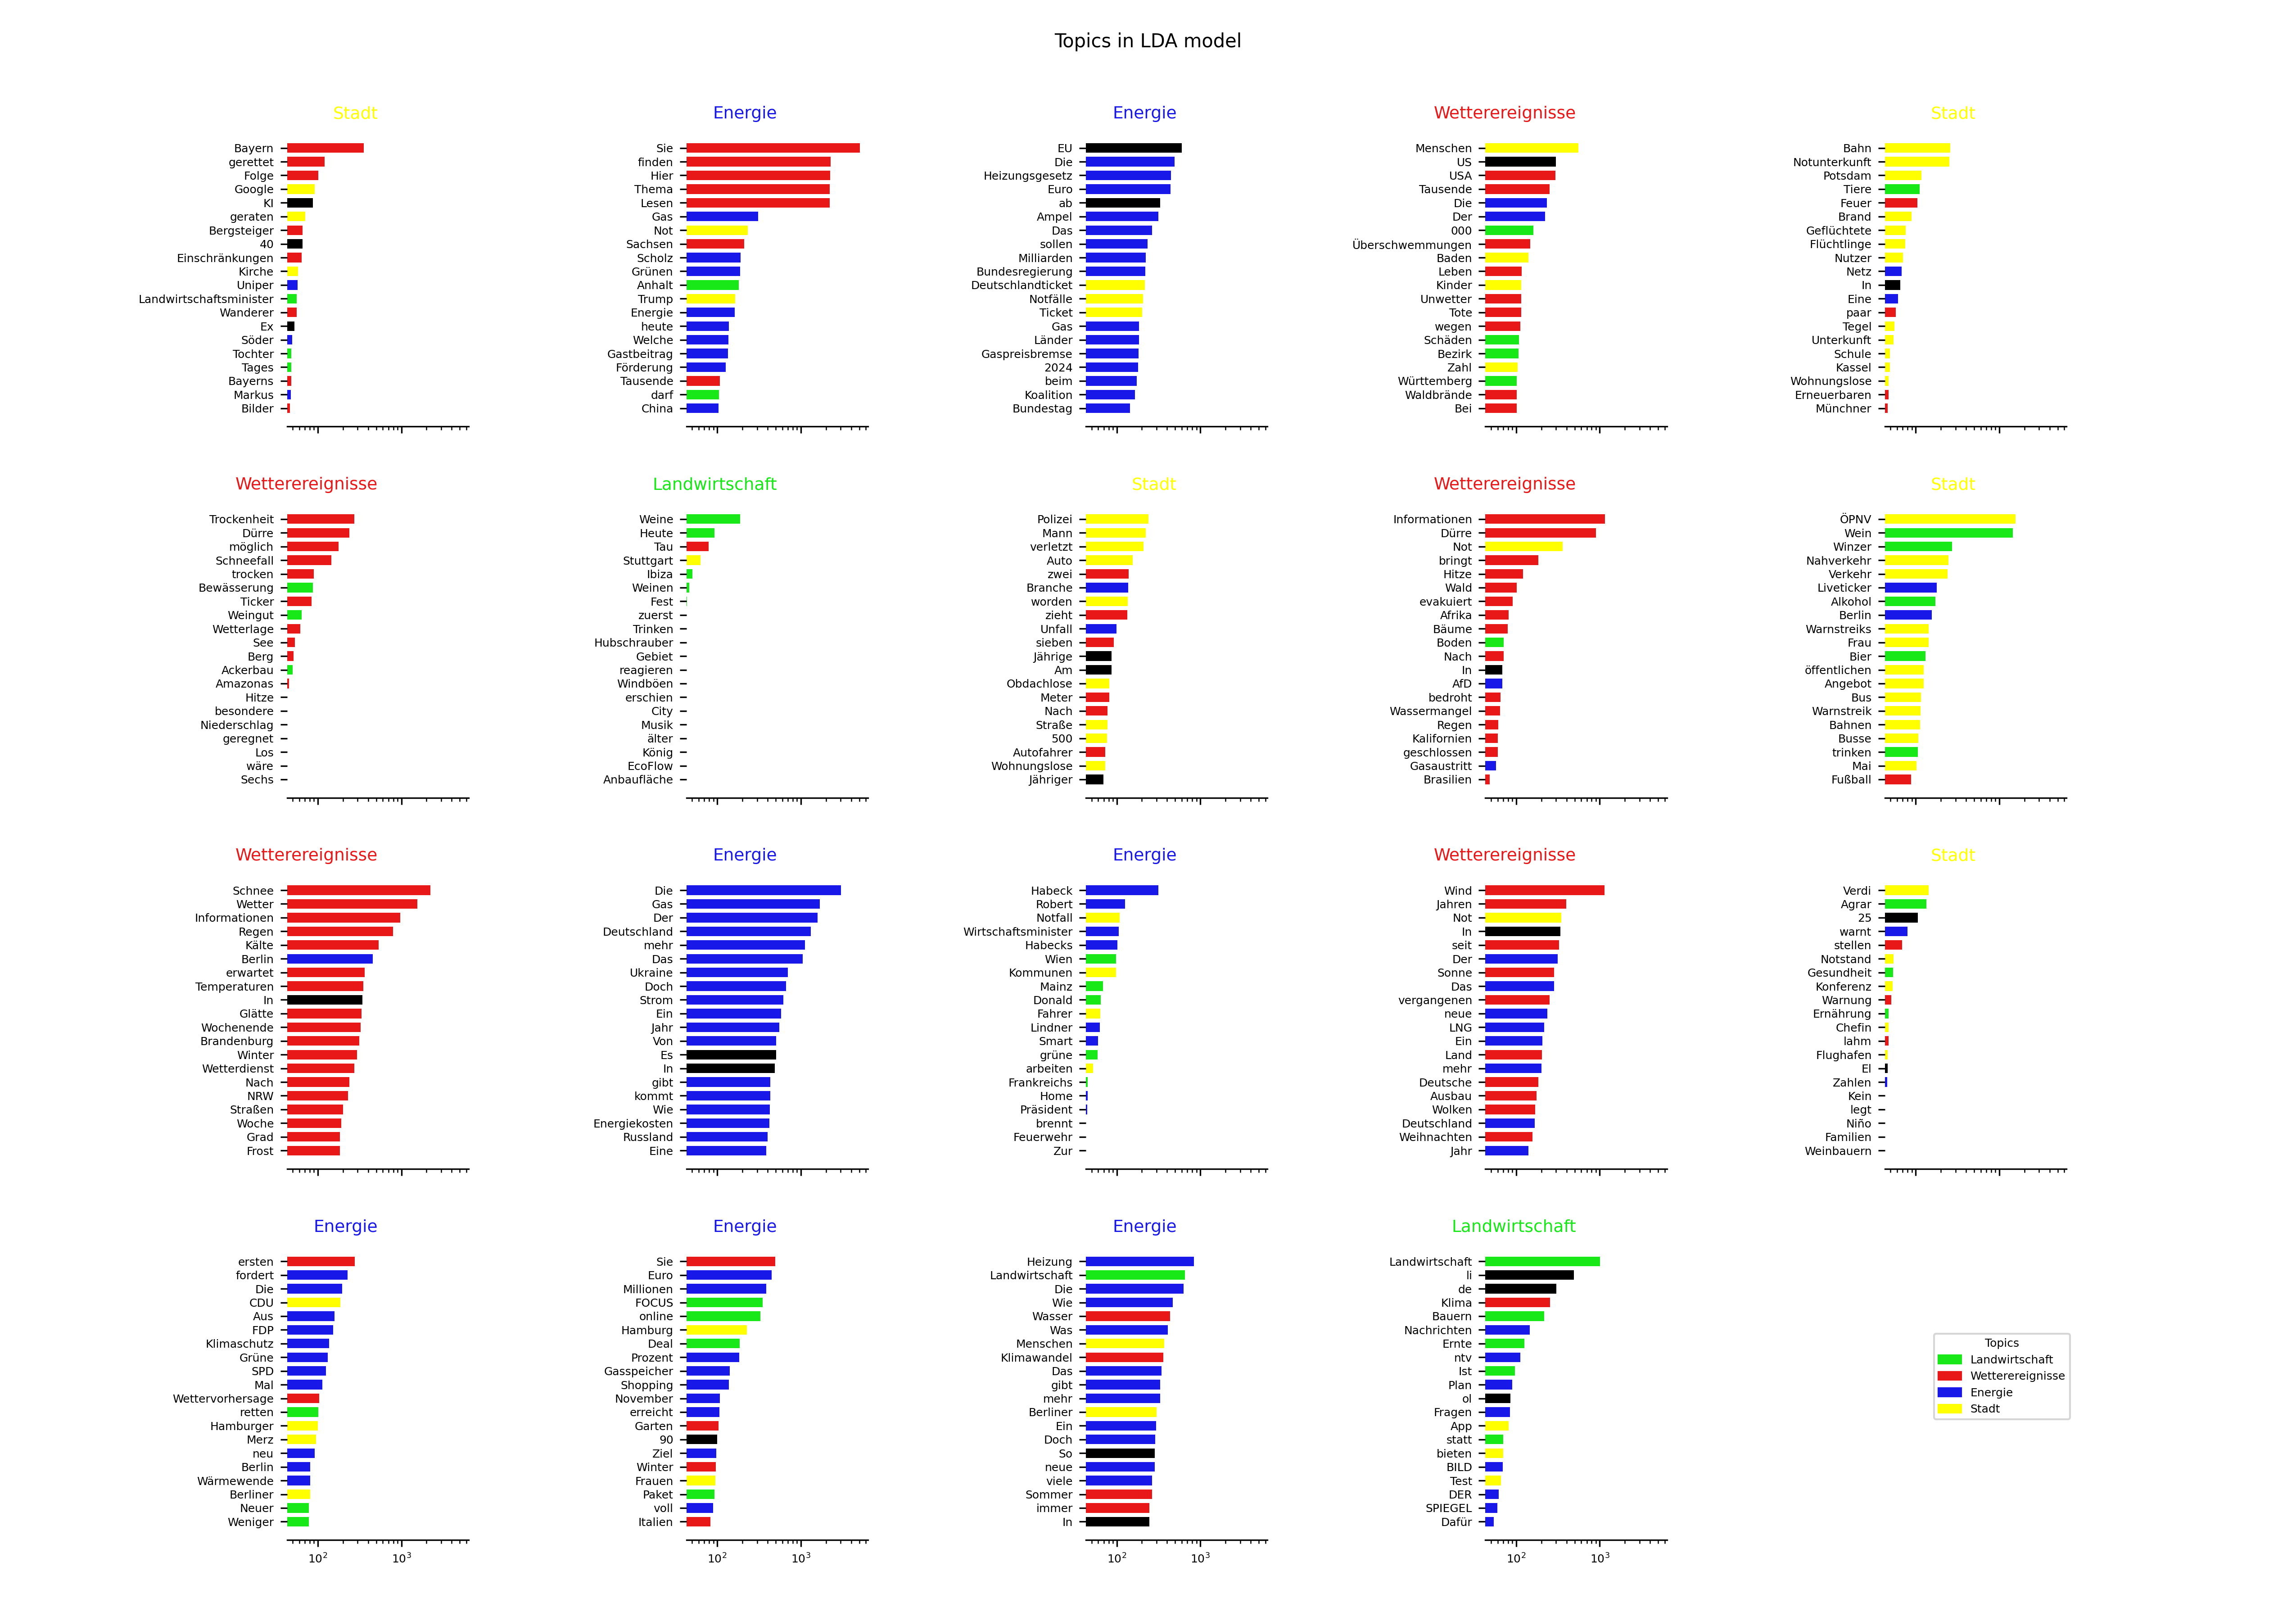 Topics in LDA model
Stadt
Bayern
gerettet
Folge
Google
KI
geraten
Bergsteiger
40
Einschränkungen
Kirche
Uniper
Landwirtschaftsminister
Wanderer
Ex
Söder
Tochter
Tages
Bayerns
Markus
Bilder
Energie
Sie
finden
Hier
Thema
Lesen
Gas
Not
Sachsen
Scholz
Grünen
Anhalt
Trump
Energie
heute
Welche
Gastbeitrag
Förderung
Tausende
darf
China
Energie
EU
Die
Heizungsgesetz
Euro
ab
Ampel
Das
sollen
Milliarden
Bundesregierung
Deutschlandticket
Notfälle
Ticket
Gas
Länder
Gaspreisbremse
2024
beim
Koalition
Bundestag
Wetterereignisse
Menschen
US
USA
Tausende
Die
Der
000
Überschwemmungen
Baden
Leben
Kinder
Unwetter
Tote
wegen
Schäden
Bezirk
Zahl
Württemberg
Waldbrände
Bei
Stadt
Bahn
Notunterkunft
Potsdam
Tiere
Feuer
Brand
Geflüchtete
Flüchtlinge
Nutzer
Netz
In
Eine
paar
Tegel
Unterkunft
Schule
Kassel
Wohnungslose
Erneuerbaren
Münchner
Wetterereignisse
Trockenheit
Dürre
möglich
Schneefall
trocken
Bewässerung
Ticker
Weingut
Wetterlage
See
Berg
Ackerbau
Amazonas
Hitze
besondere
Niederschlag
geregnet
Los
wäre
Sechs
Landwirtschaft
Weine
Heute
Tau
Stuttgart
Ibiza
Weinen
Fest
zuerst
Trinken
Hubschrauber
Gebiet
reagieren
Windböen
erschien
City
Musik
älter
König
EcoFlow
Anbaufläche
Stadt
Polizei
Mann
verletzt
Auto
zwei
Branche
worden
zieht
Unfall
sieben
Jährige
Am
Obdachlose
Meter
Nach
Straße
500
Autofahrer
Wohnungslose
Jähriger
Wetterereignisse
Informationen
Dürre
Not
bringt
Hitze
Wald
evakuiert
Afrika
Bäume
Boden
Nach
In
AfD
bedroht
Wassermangel
Regen
Kalifornien
geschlossen
Gasaustritt
Brasilien
Stadt
ÖPNV
Wein
Winzer
Nahverkehr
Verkehr
Liveticker
Alkohol
Berlin
Warnstreiks
Frau
Bier
öffentlichen
Angebot
Bus
Warnstreik
Bahnen
Busse
trinken
Mai
Fußball
Wetterereignisse
Schnee
Wetter
Informationen
Regen
Kälte
Berlin
erwartet
Temperaturen
In
Glätte
Wochenende
Brandenburg
Winter
Wetterdienst
Nach
NRW
Straßen
Woche
Grad
Frost
Energie
Die
Gas
Der
Deutschland
mehr
Das
Ukraine
Doch
Strom
Ein
Jahr
Von
Es
In
gibt
kommt
Wie
Energiekosten
Russland
Eine
Energie
Habeck
Robert
Notfall
Wirtschaftsminister
Habecks
Wien
Kommunen
Mainz
Donald
Fahrer
Lindner
Smart
grüne
arbeiten
Frankreichs
Home
Präsident
brennt
Feuerwehr
Zur
Wetterereignisse
Wind
Jahren
Not
In
seit
Der
Sonne
Das
vergangenen
neue
LNG
Ein
Land
mehr
Deutsche
Ausbau
Wolken
Deutschland
Weihnachten
Jahr
Stadt
Verdi
Agrar
25
warnt
stellen
Notstand
Gesundheit
Konferenz
Warnung
Ernährung
Chefin
lahm
Flughafen
El
Zahlen
Kein
legt
Niño
Familien
Weinbauern
Energie
ersten
fordert
Die
CDU
Aus
FDP
Klimaschutz
Grüne
SPD
Mal
Wettervorhersage
retten
Hamburger
Merz
neu
Berlin
Wärmewende
Berliner
Neuer
Weniger
10² 10³
Energie
Sie
Euro
Millionen
FOCUS
online
Hamburg
Deal
Prozent
Gasspeicher
Shopping
November
erreicht
Garten
90
Ziel
Winter
Frauen
Paket
voll
Italien
10² 10³
Energie
Heizung
Landwirtschaft
Die
Wie
Wasser
Was
Menschen
Klimawandel
Das
gibt
mehr
Berliner
Ein
Doch
So
neue
viele
Sommer
immer
In
10² 10³
Landwirtschaft
Landwirtschaft
li
de
Klima
Bauern
Nachrichten
Ernte
ntv
Ist
Plan
ol
Fragen
App
statt
bieten
BILD
Test
DER
SPIEGEL
Dafür
10² 10³
Topics
Landwirtschaft
Wetterereignisse
Energie
Stadt